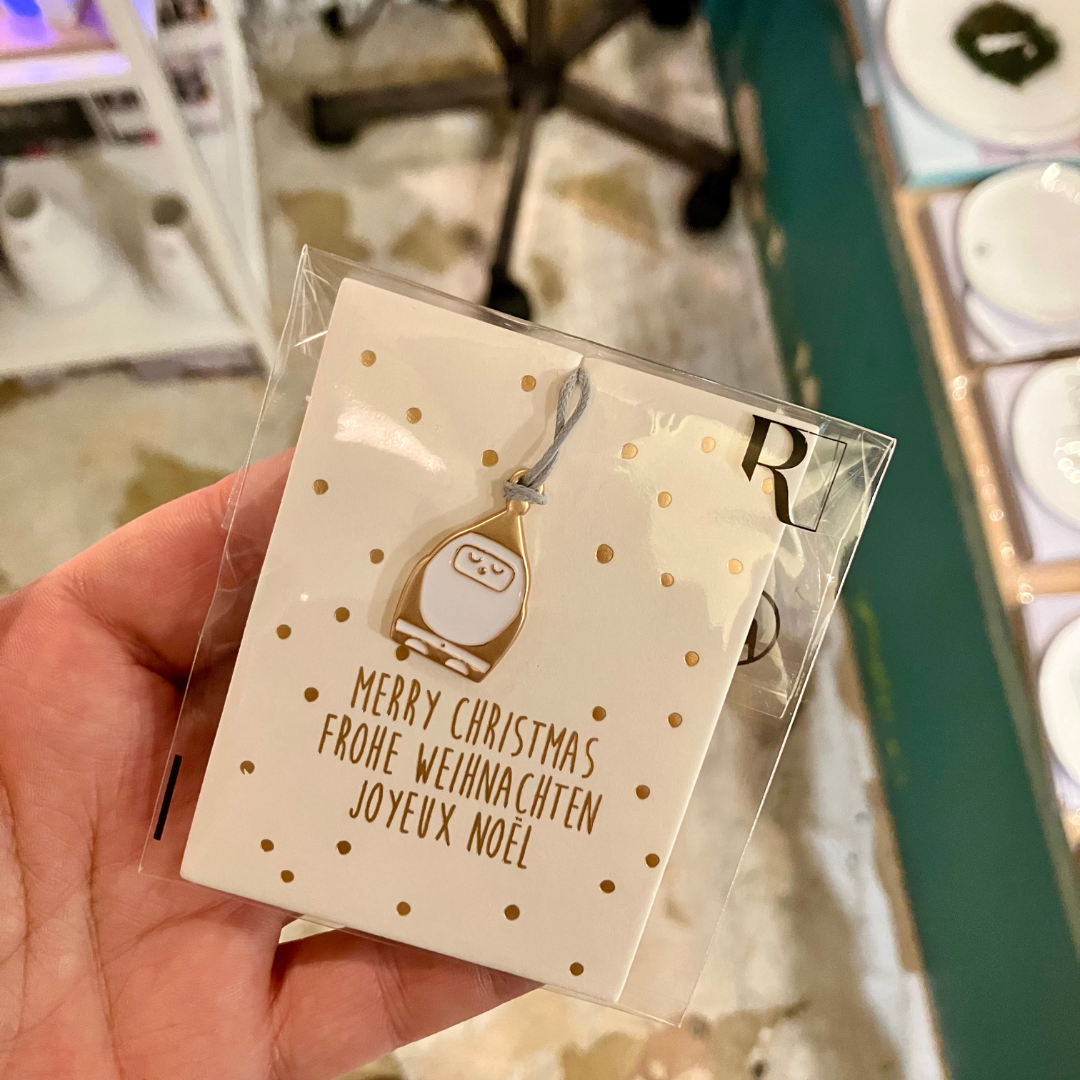 R
MERRY CHRISTMAS
FROHE WEIHNACHTEN
JOYEUX NOËL